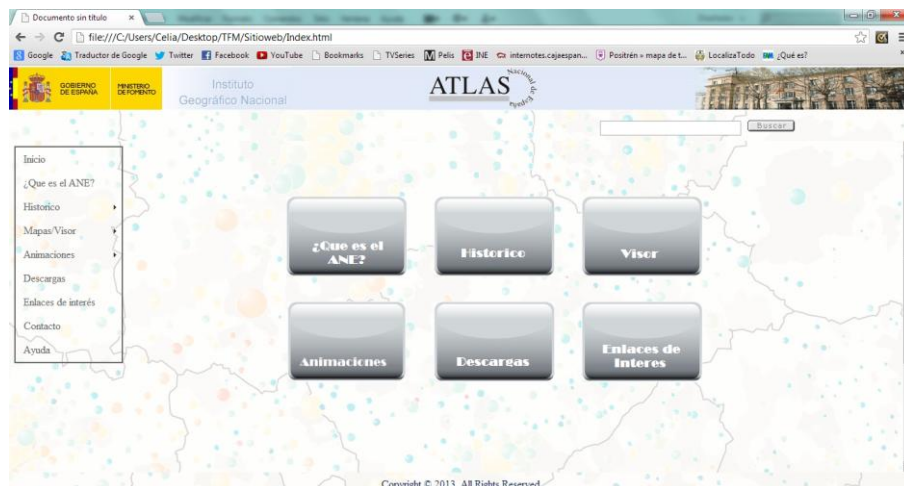 Documento sin título
file:///C:/Users/Celia/Desktop/TFM/Sitioweb/Index.html
Google Traductor de Google Twitter Facebook YouTube Bookmarks TVSeries Pelis INE internotes.cajaespan... Positrén » mapa de t... LocalizaTodo ¿Qué es?
GOBIERNO
DE ESPAÑA
MINISTERIO
DE FOMENTO
Instituto
Geográfico Nacional
ATLAS
Nacional de España
Buscar
Inicio
¿Que es el ANE?
Historico
Mapas/Visor
Animaciones
Descargas
Enlaces de interés
Contacto
Ayuda
¿Que es el
ANE?
Historico
Visor
Animaciones
Descargas
Enlaces de
Interes
Copyright © 2013. All Rights Reserved